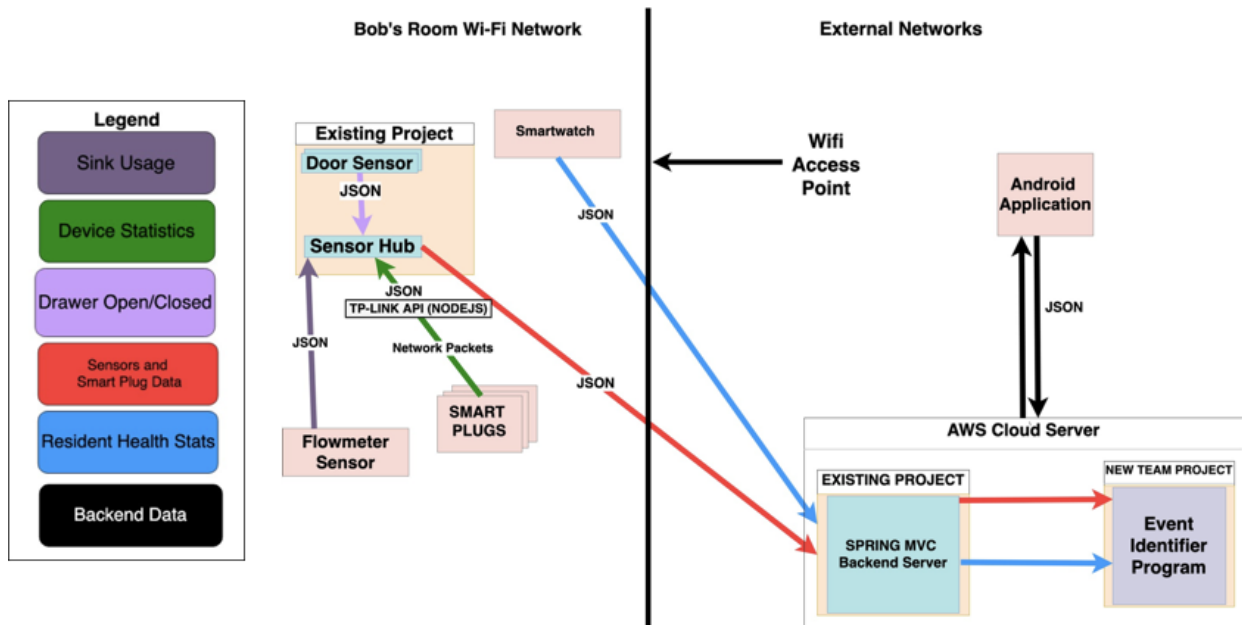 Bob's Room Wi-Fi Network
External Networks
Legend
Sink Usage
Device Statistics
Drawer Open/Closed
Sensors and
Smart Plug Data
Resident Health Stats
Backend Data
Existing Project
Door Sensor
JSON
Sensor Hub
JSON
TP-LINK API (NODEJS)
Network Packets
JSON
SMART
PLUGS
Flowmeter
Sensor
Smartwatch
JSON
JSON
Wifi
Access
Point
Android
Application
JSON
AWS Cloud Server
EXISTING PROJECT
SPRING MVC
Backend Server
NEW TEAM PROJECT
Event
Identifier
Program